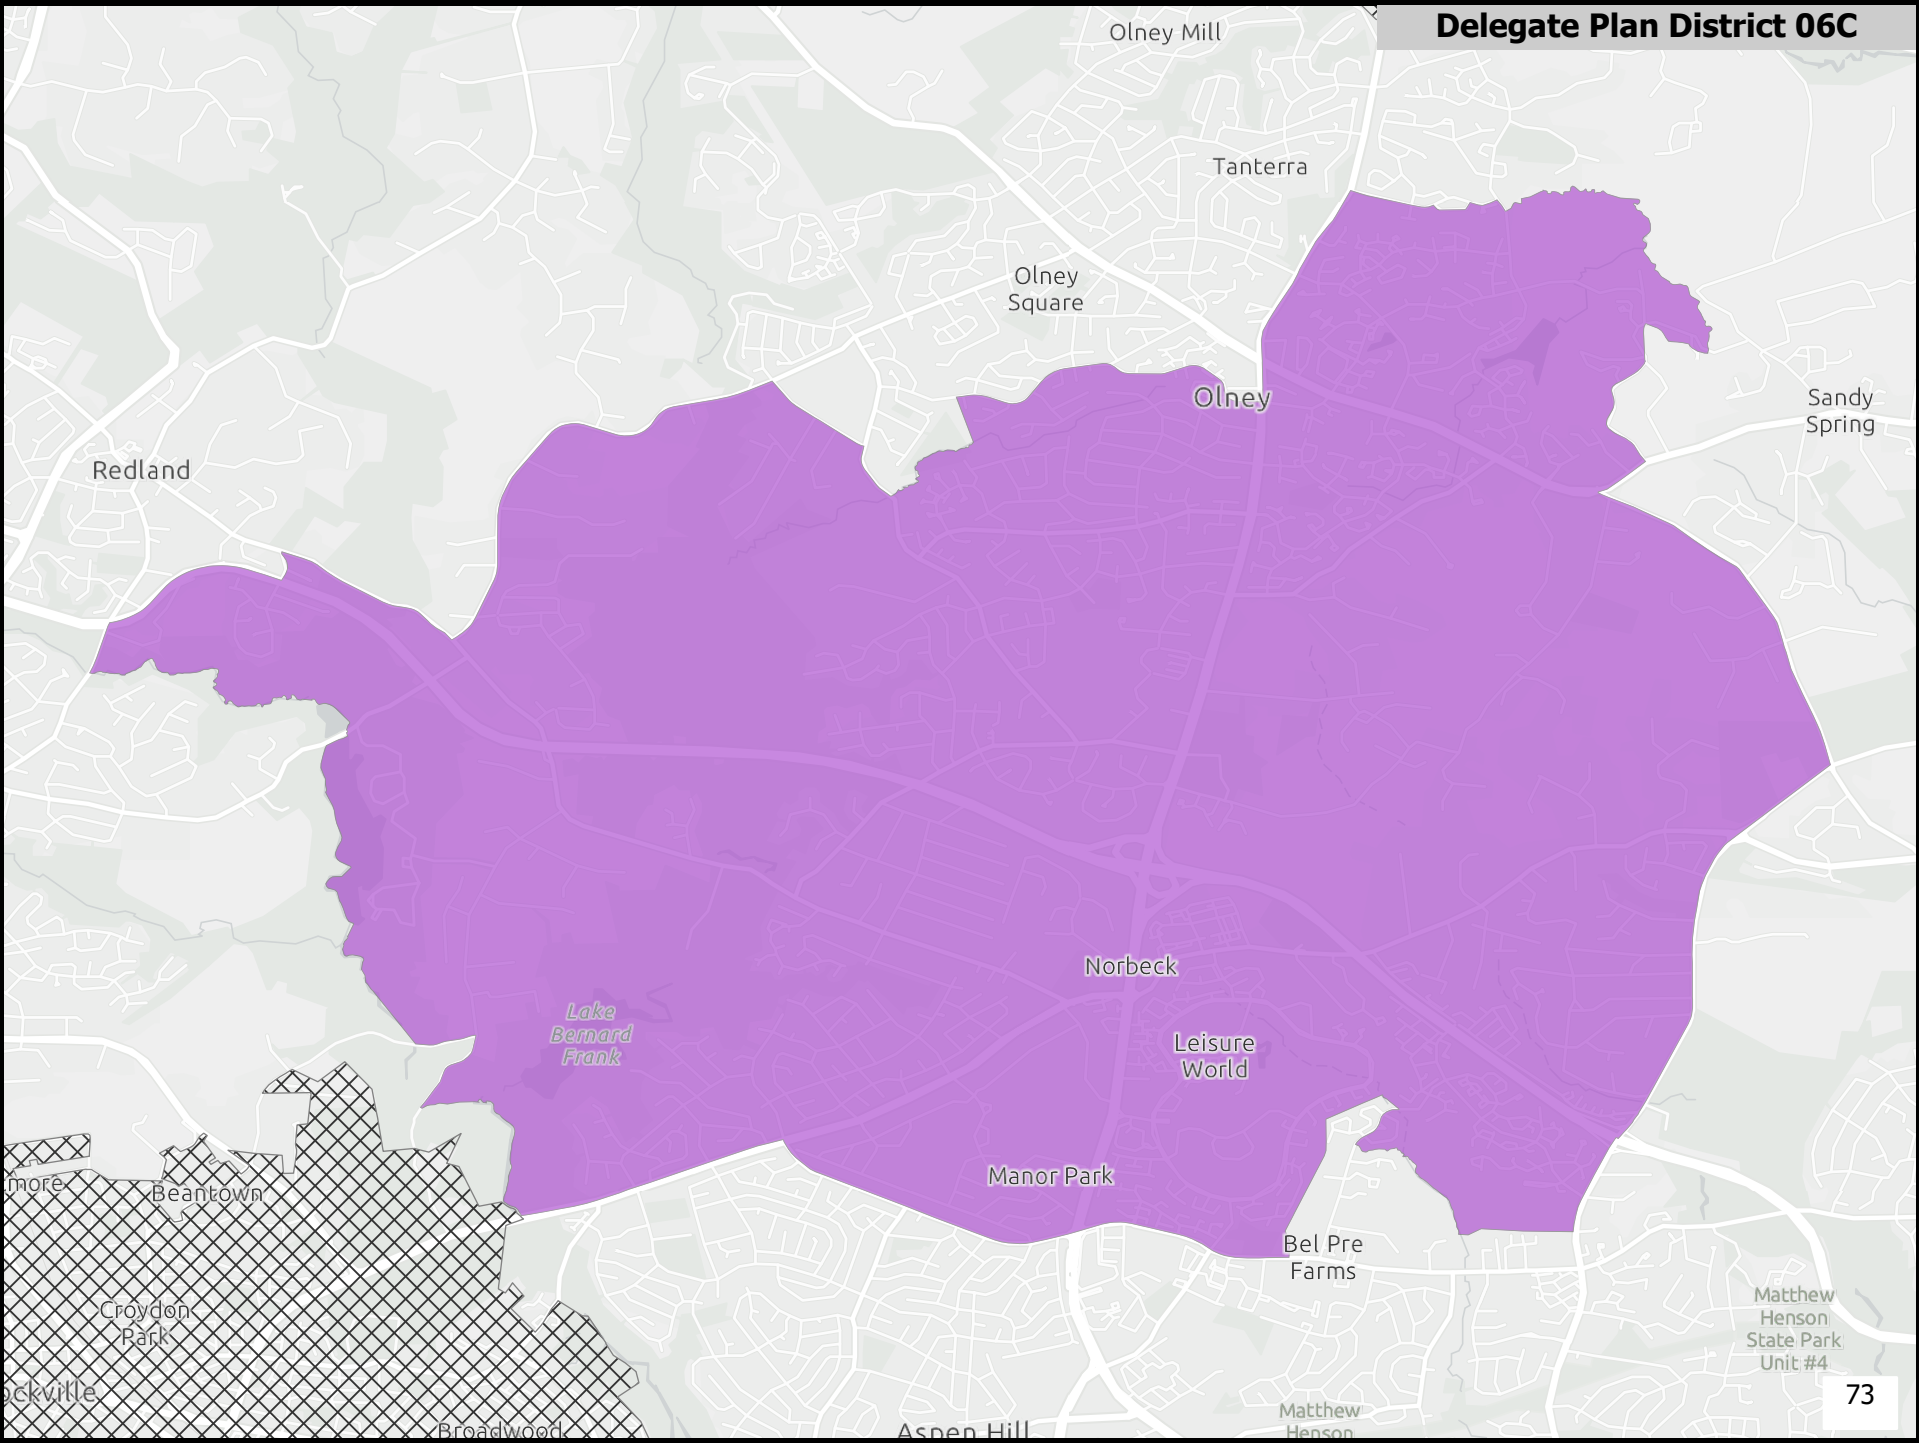 Delegate Plan District 06C
Olney Mill
Tanterra
Olney
Square
Olney
Sandy
Spring
Redland
Norbeck
Lake
Bernard
Frank
Leisure
World
Manor Park
more
Beantown
Bel Pre
Farms
Croydon
Park
Matthew
Henson
State Park
Unit #4
ockville
73
Matthew
Henson
Broadwood
Aspen Hill